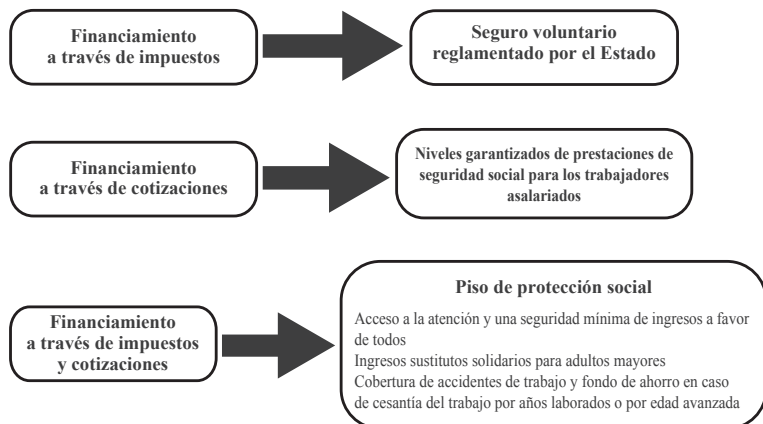 Financiamiento
a través de impuestos
Seguro voluntario
reglamentado por el Estado
Financiamiento
a través de cotizaciones
Niveles garantizados de prestaciones de
seguridad social para los trabajadores
asalariados
Financiamiento
a través de impuestos
y cotizaciones
Piso de protección social
Acceso a la atención y una seguridad mínima de ingresos a favor
de todos
Ingresos sustitutos solidarios para adultos mayores
Cobertura de accidentes de trabajo y fondo de ahorro en caso
de cesantía del trabajo por años laborados o por edad avanzada